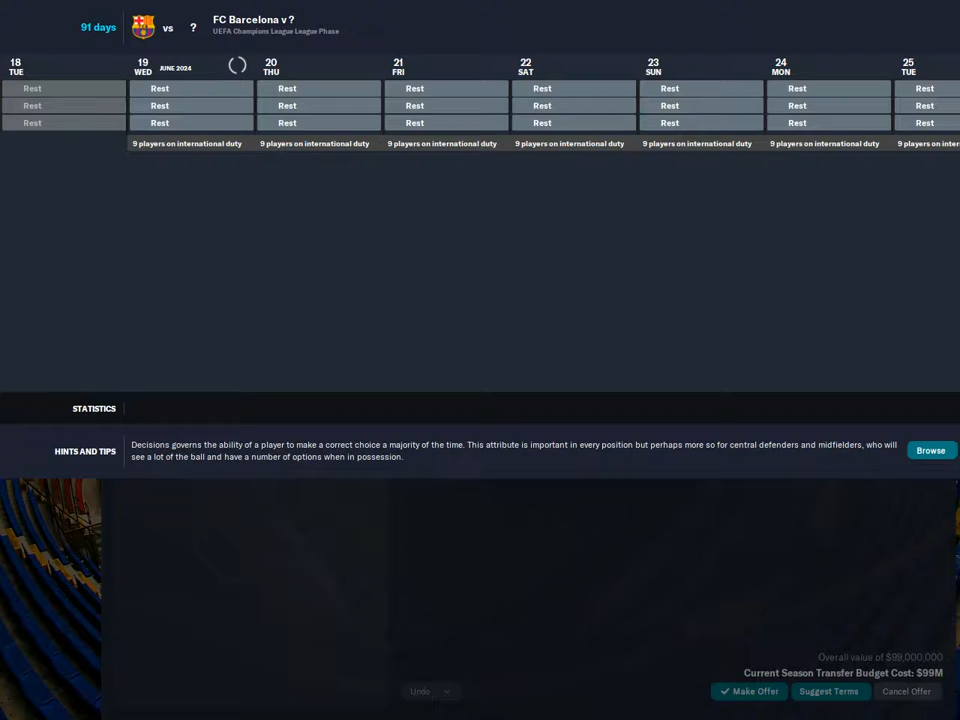 91 days
vs
?
FC Barcelona v ?
UEFA Champions League League Phase
18
TUE
19
WED JUNE 2024
20
THU
21
FRI
22
SAT
23
SUN
24
MON
25
TUE
Rest Rest Rest Rest Rest Rest Rest Rest
Rest Rest Rest Rest Rest Rest Rest Rest
Rest Rest Rest Rest Rest Rest Rest Rest
9 players on international duty 9 players on international duty 9 players on international duty 9 players on international duty 9 players on international duty 9 players on international duty 9 players on inter
STATISTICS
HINTS AND TIPS
Decisions governs the ability of a player to make a correct choice a majority of the time. This attribute is important in every position but perhaps more so for central defenders and midfielders, who will
see a lot of the ball and have a number of options when in possession.
Browse
Overall value of $99,000,000
Current Season Transfer Budget Cost: $99M
Undo
Make Offer
Suggest Terms
Cancel Offer